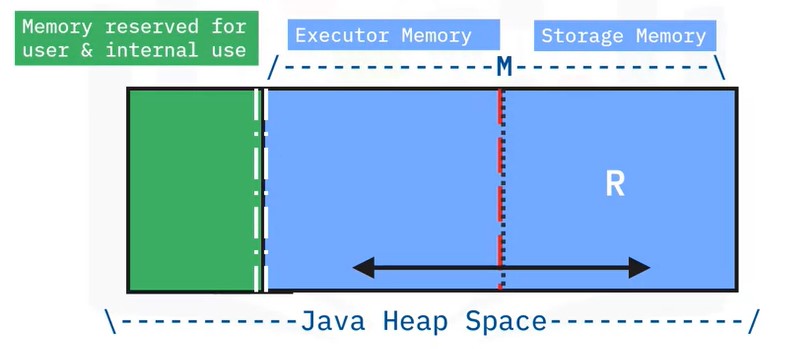 Memory reserved for
user & internal use
Executor Memory
Storage Memory
/-----------------M-----------------\
R
\-----------Java Heap Space------------/